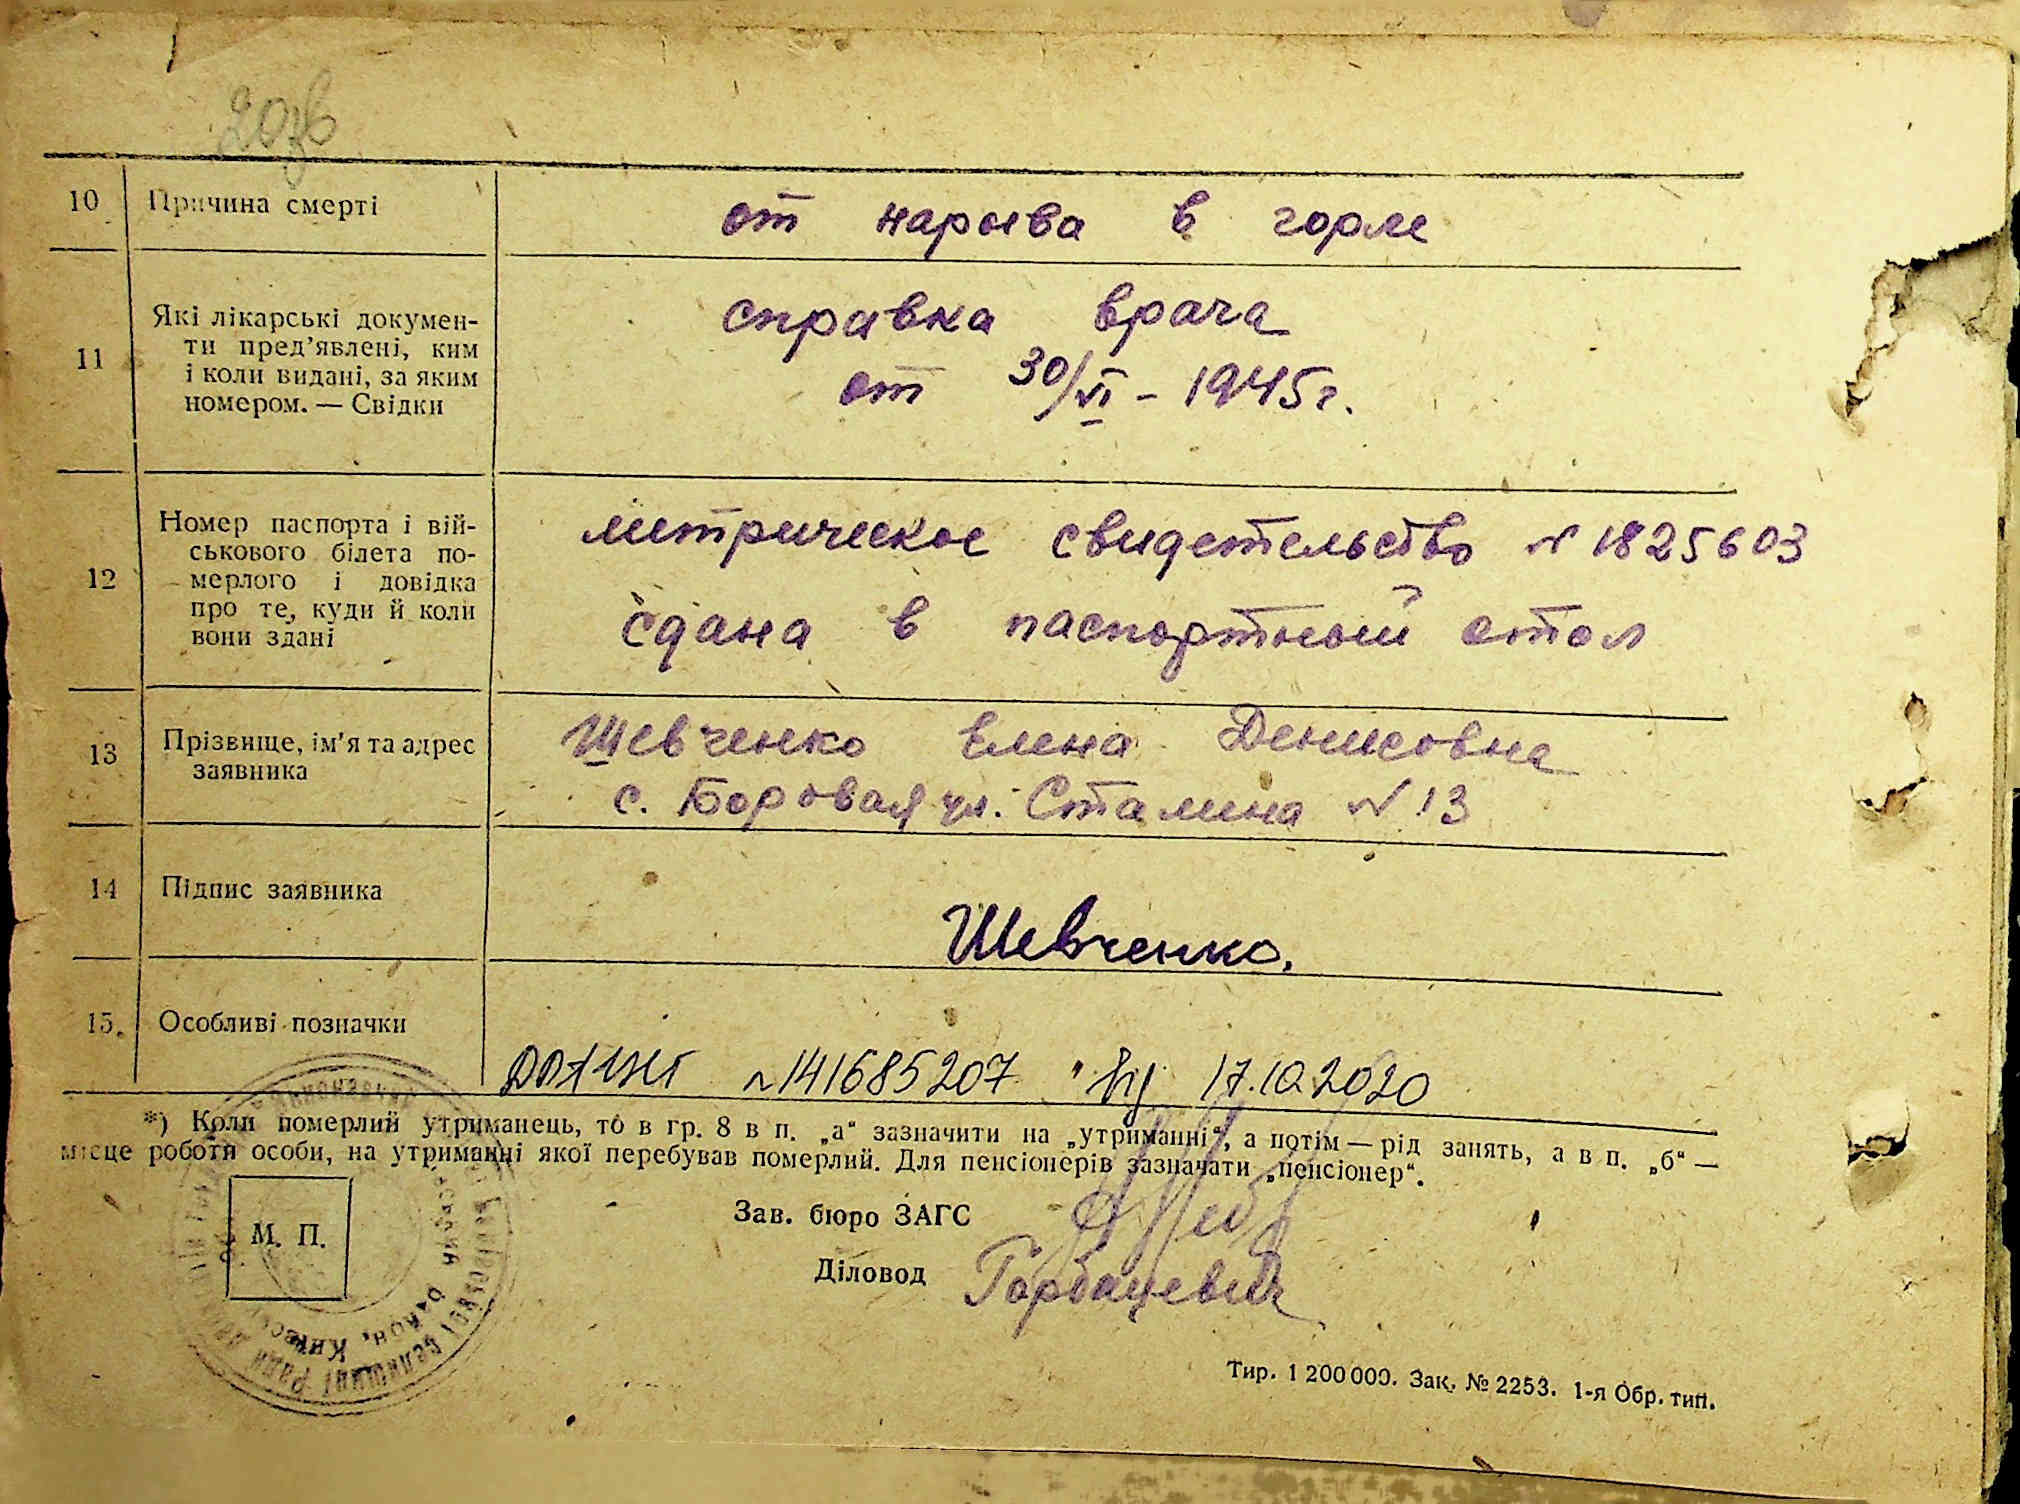 10 Причина смерті от нарыва в горле
11 Які лікарські докумен-
ти пред’явлені, ким
і коли видані, за яким
номером. — Свідки
справка врача
от 30/VI - 1945г.
12 Номер паспорта і вій-
ськового білета по-
мерлого і довідка
про те, куди й коли
вони здані
метрическое свидетельство № 1825603
сдана в паспортный стол
13 Прізвище, ім’я та адрес
заявника
Шевченко Елена Денисовна
с. Боровая ул. Сталина № 13
14 Підпис заявника
Шевченко.
15. Особливі позначки
№141685207 17.10.2020
*) Коли померлий утриманець, то в гр. 8 в п. „а“ зазначити на „утриманні“, а потім — рід занять, а в п. „б“ —
місце роботи особи, на утриманні якої перебував померлий. Для пенсіонерів зазначати „пенсіонер“.
М. П.
Зав. бюро ЗАГС
Діловод Горбацевич
Тир. 1 200 000. Зак. № 2253. 1-я Обр. тип.